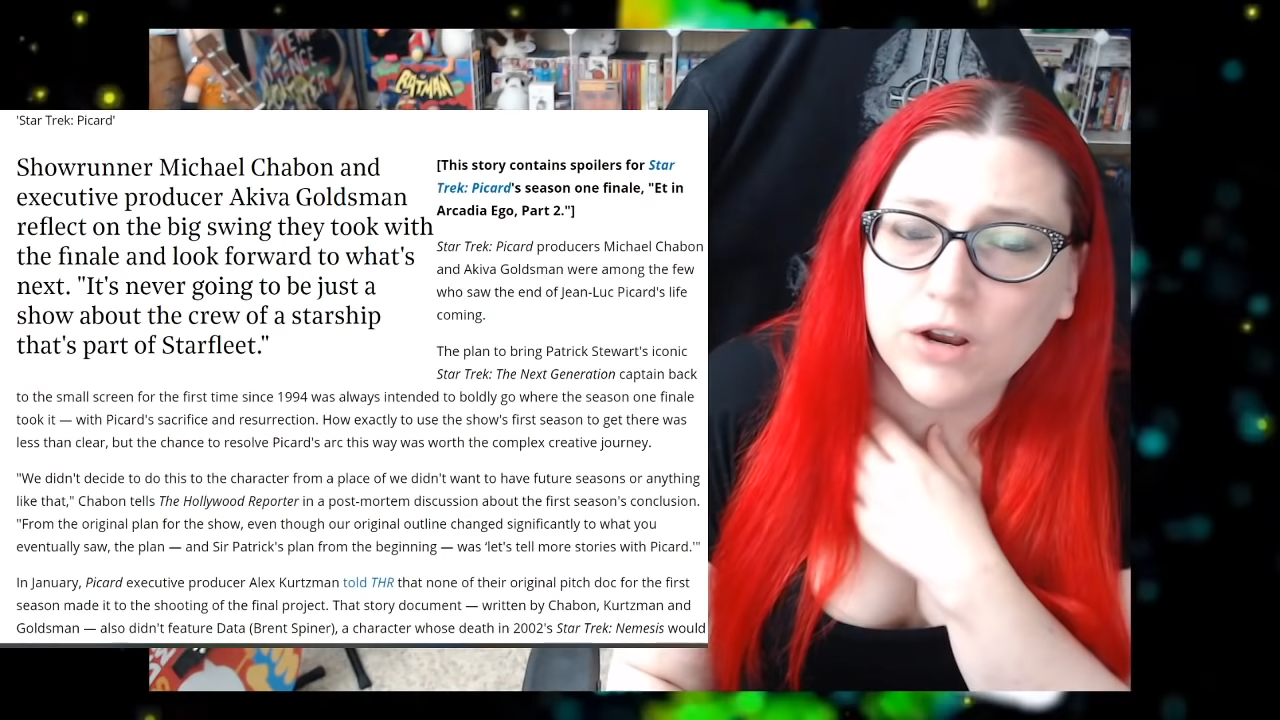 'Star Trek: Picard'
Showrunner Michael Chabon and
executive producer Akiva Goldsman
reflect on the big swing they took with
the finale and look forward to what's
next. "It's never going to be just a
show about the crew of a starship
that's part of Starfleet."
[This story contains spoilers for Star
Trek: Picard's season one finale, "Et in
Arcadia Ego, Part 2."]
Star Trek: Picard producers Michael Chabon
and Akiva Goldsman were among the few
who saw the end of Jean-Luc Picard's life
coming.
The plan to bring Patrick Stewart's iconic
Star Trek: The Next Generation captain back
to the small screen for the first time since 1994 was always intended to boldly go where the season one finale
took it — with Picard's sacrifice and resurrection. How exactly to use the show's first season to get there was
less than clear, but the chance to resolve Picard's arc this way was worth the complex creative journey.
"We didn't decide to do this to the character from a place of we didn't want to have future seasons or anything
like that," Chabon tells The Hollywood Reporter in a post-mortem discussion about the first season's conclusion.
"From the original plan for the show, even though our original outline changed significantly to what you
eventually saw, the plan — and Sir Patrick's plan from the beginning — was 'let's tell more stories with Picard.'"
In January, Picard executive producer Alex Kurtzman told THR that none of their original pitch doc for the first
season made it to the shooting of the final project. That story document — written by Chabon, Kurtzman and
Goldsman — also didn't feature Data (Brent Spiner), a character whose death in 2002's Star Trek: Nemesis would
BATMAN